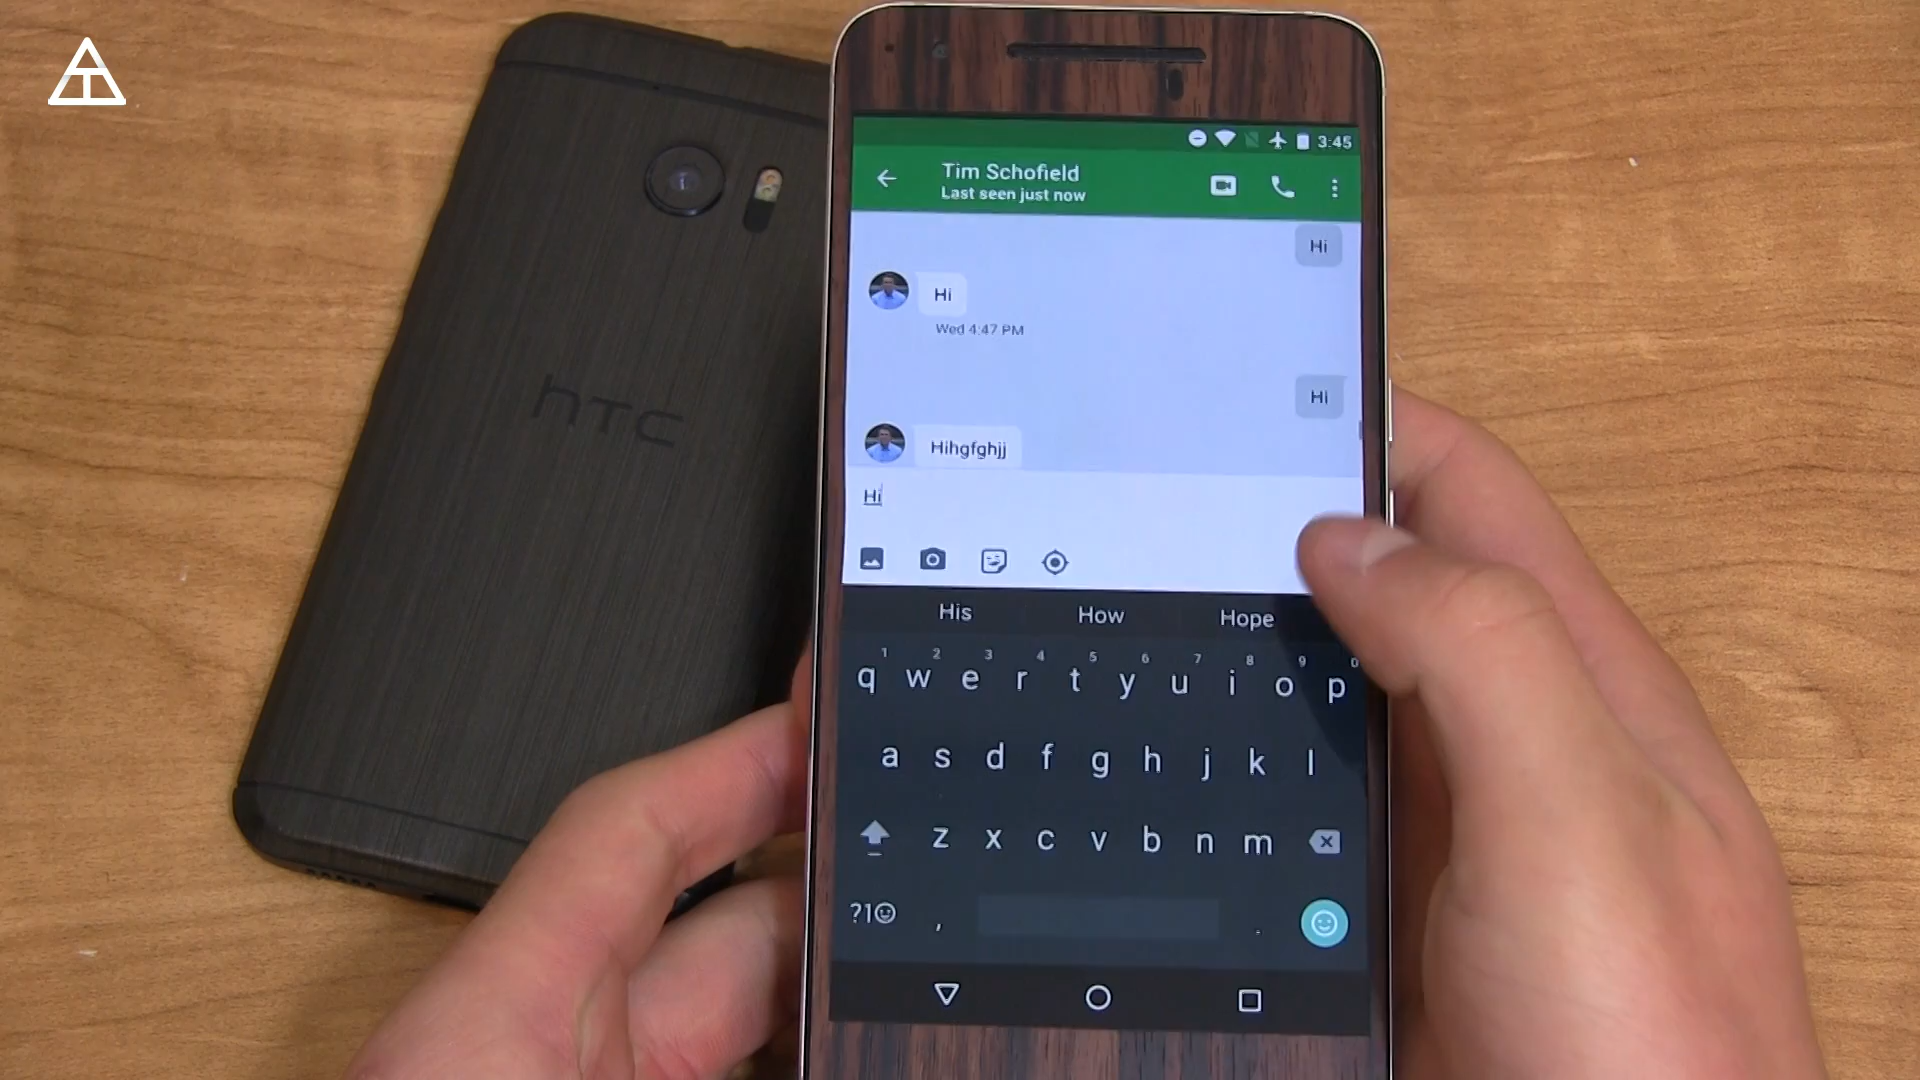 3:45
Tim Schofield
Last seen just now
Hi
Hi
Wed 4:47 PM
Hi
Hihgfghjj
Hi
His How Hope
1 2 3 4 5 6 7 8 9 0
q w e r t y u i o p
a s d f g h j k l
z x c v b n m
?1☺ , .
hTC